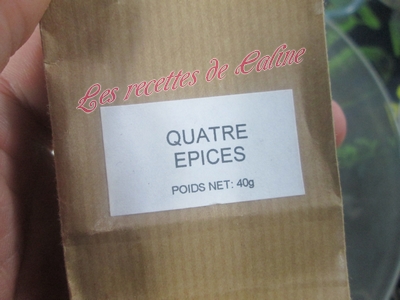 Les recettes de Caline
QUATRE
EPICES
POIDS NET: 40g